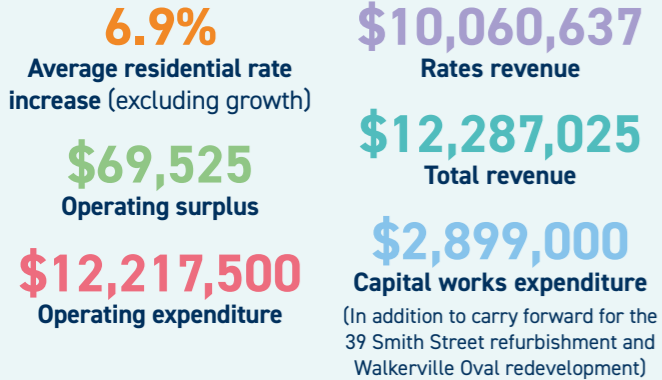 6.9%
Average residential rate
increase (excluding growth)
$69,525
Operating surplus
$12,217,500
Operating expenditure
$10,060,637
Rates revenue
$12,287,025
Total revenue
$2,899,000
Capital works expenditure
(In addition to carry forward for the
39 Smith Street refurbishment and
Walkerville Oval redevelopment)